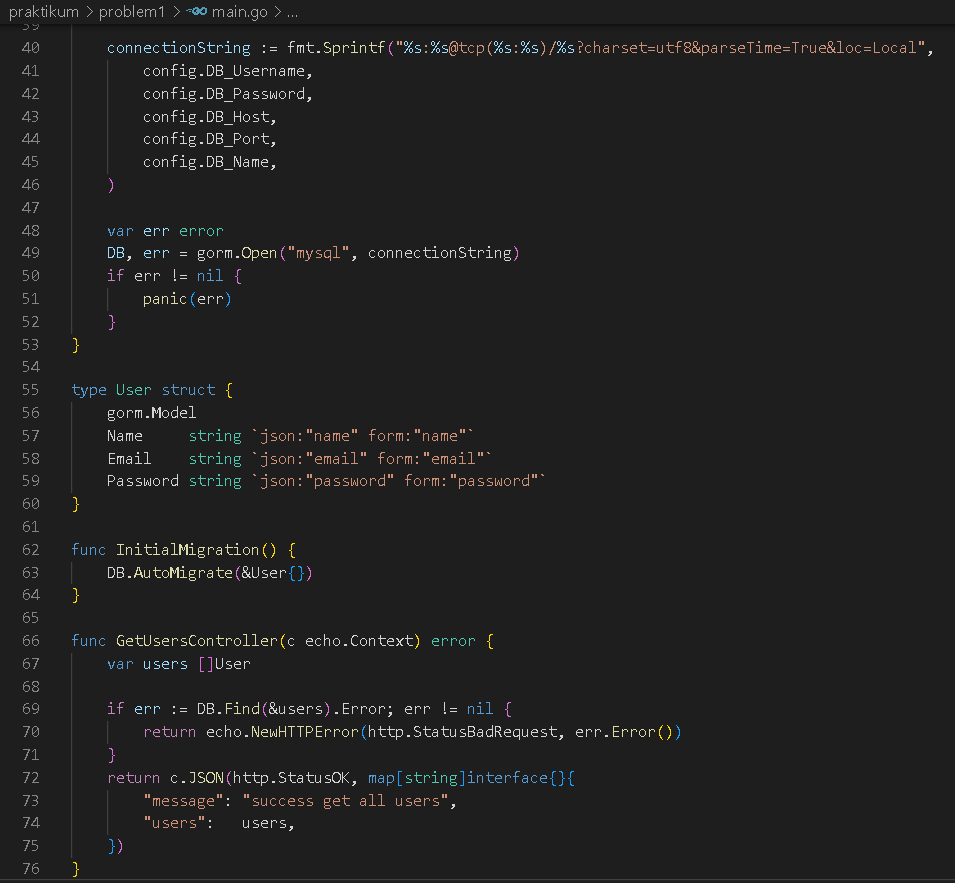 praktikum > problem1 > main.go > ...
39
40 connectionString := fmt.Sprintf("%s:%s@tcp(%s:%s)/%s?charset=utf8&parseTime=True&loc=Local",
41 config.DB_Username,
42 config.DB_Password,
43 config.DB_Host,
44 config.DB_Port,
45 config.DB_Name,
46 )
47
48 var err error
49 DB, err = gorm.Open("mysql", connectionString)
50 if err != nil {
51 panic(err)
52 }
53 }
54
55 type User struct {
56 gorm.Model
57 Name     string `json:"name" form:"name"`
58 Email    string `json:"email" form:"email"`
59 Password string `json:"password" form:"password"`
60 }
61
62 func InitialMigration() {
63 DB.AutoMigrate(&User{})
64 }
65
66 func GetUsersController(c echo.Context) error {
67 var users []User
68
69 if err := DB.Find(&users).Error; err != nil {
70 return echo.NewHTTPError(http.StatusBadRequest, err.Error())
71 }
72 return c.JSON(http.StatusOK, map[string]interface{}{
73 "message": "success get all users",
74 "users":   users,
75 })
76 }